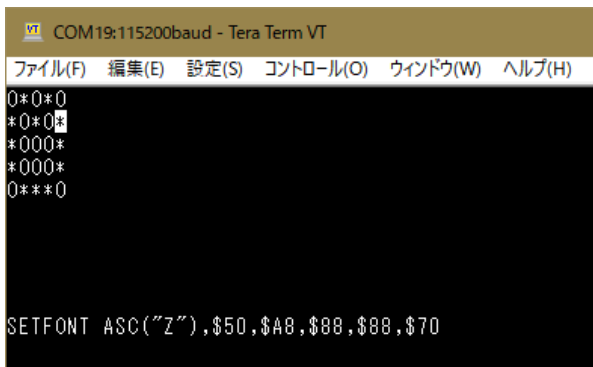 COM19:115200baud - Tera Term VT
ファイル(F) 編集(E) 設定(S) コントロール(O) ウィンドウ(W) ヘルプ(H)
0*0*0
*0*0*
*000*
*000*
0***0
SETFONT ASC("Z"),$50,$A8,$88,$88,$70